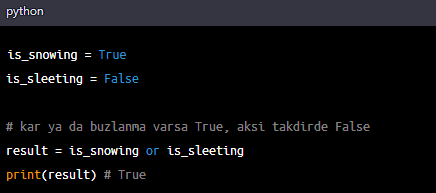 python
is_snowing = True
is_sleeting = False
# kar ya da buzlanma varsa True, aksi takdirde False
result = is_snowing or is_sleeting
print(result) # True